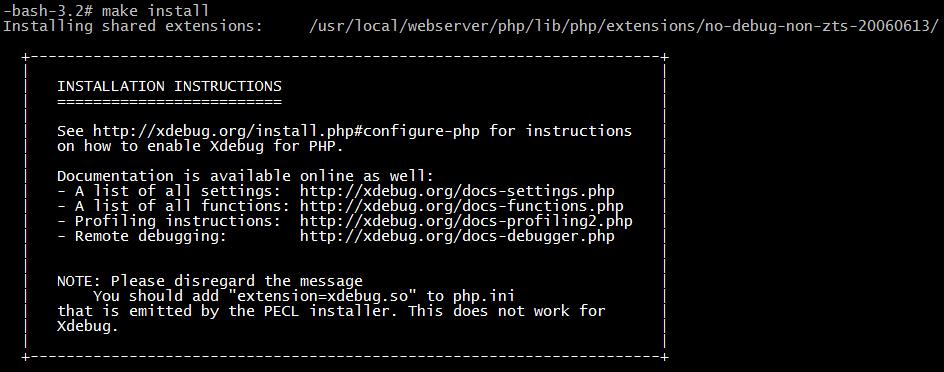 -bash-3.2# make install
Installing shared extensions:     /usr/local/webserver/php/lib/php/extensions/no-debug-non-zts-20060613/
+----------------------------------------------------------------------+
|   INSTALLATION INSTRUCTIONS   |
|   =========================   |
|   See http://xdebug.org/install.php#configure-php for instructions   |
|   on how to enable Xdebug for PHP.   |
|   Documentation is available online as well:   |
|   - A list of all settings:  http://xdebug.org/docs-settings.php   |
|   - A list of all functions: http://xdebug.org/docs-functions.php   |
|   - Profiling instructions:  http://xdebug.org/docs-profiling2.php   |
|   - Remote debugging:        http://xdebug.org/docs-debugger.php   |
|   NOTE: Please disregard the message   |
|       You should add "extension=xdebug.so" to php.ini   |
|   that is emitted by the PECL installer. This does not work for   |
|   Xdebug.   |
+----------------------------------------------------------------------+